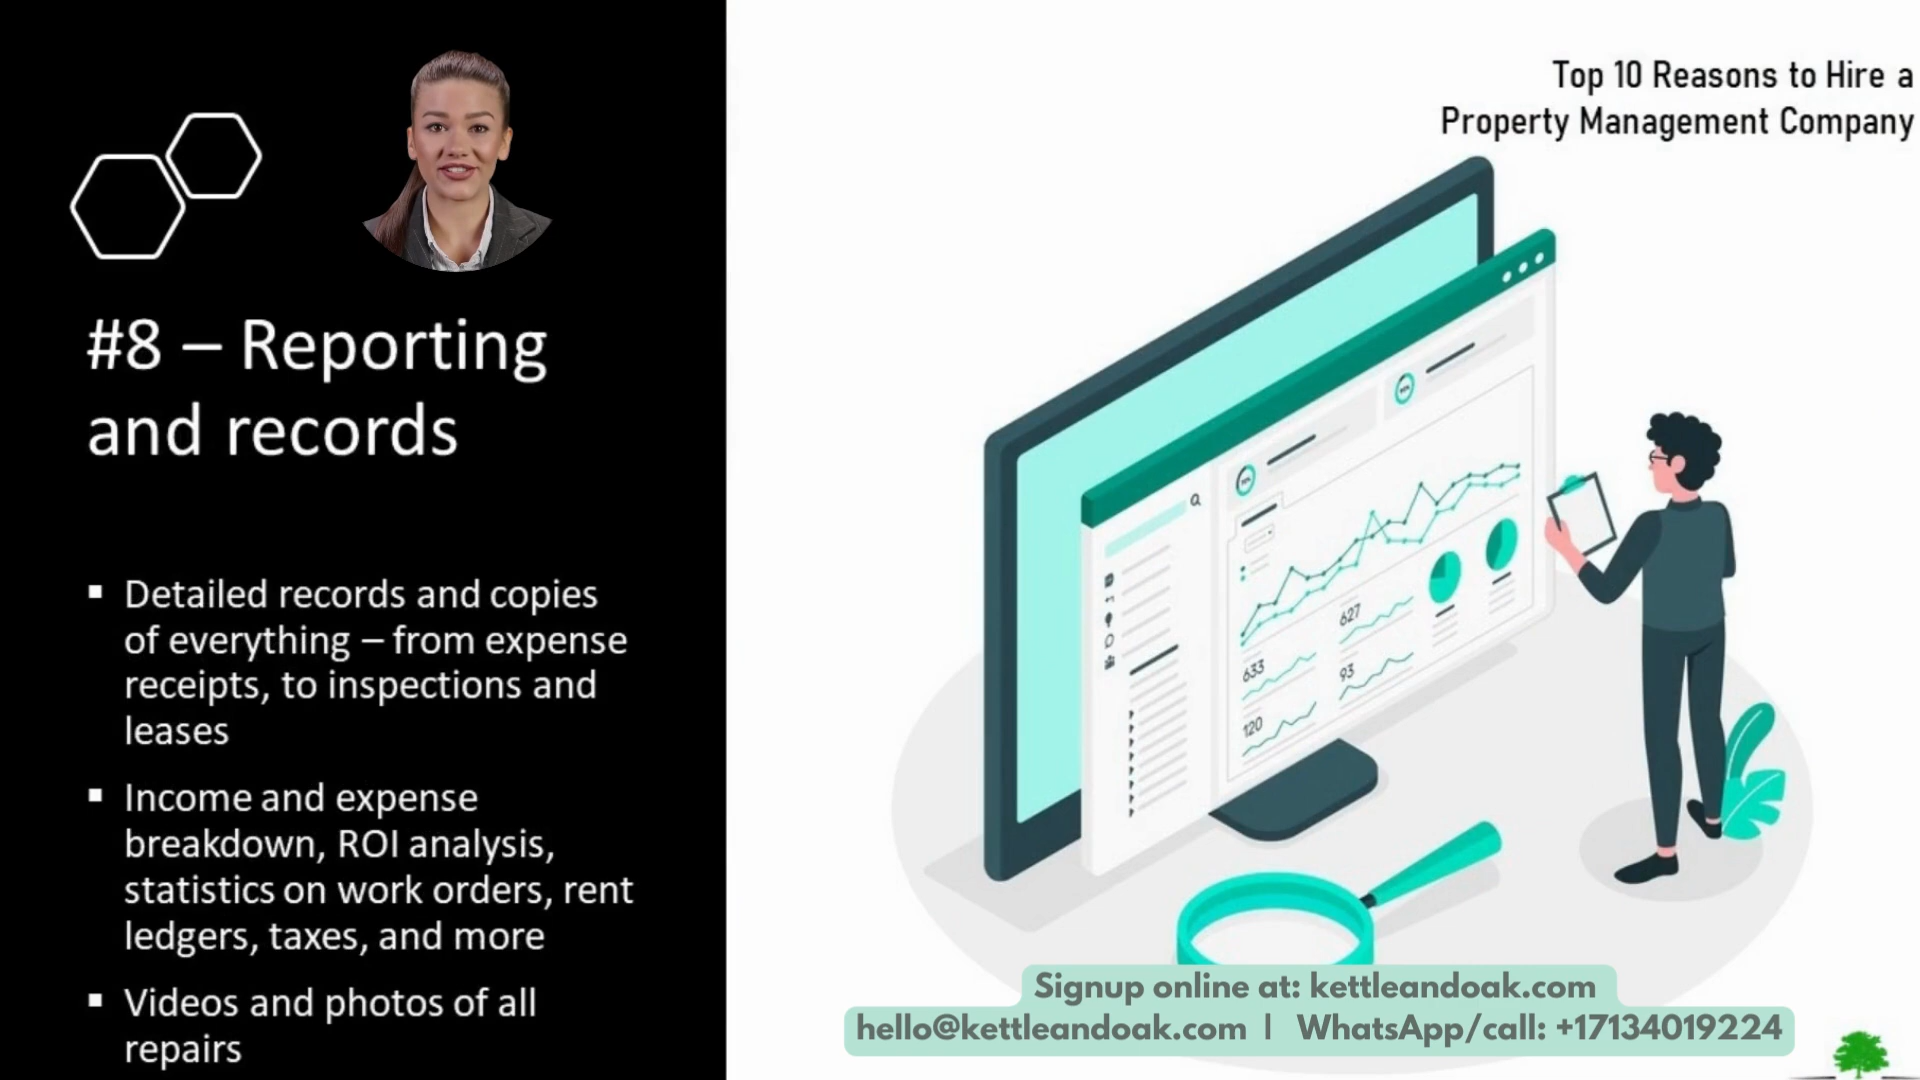 Top 10 Reasons to Hire a
Property Management Company
#8 – Reporting
and records
▪ Detailed records and copies
of everything – from expense
receipts, to inspections and
leases
▪ Income and expense
breakdown, ROI analysis,
statistics on work orders, rent
ledgers, taxes, and more
▪ Videos and photos of all
repairs
627
633
93
120
Signup online at: kettleandoak.com
hello@kettleandoak.com | WhatsApp/call: +17134019224